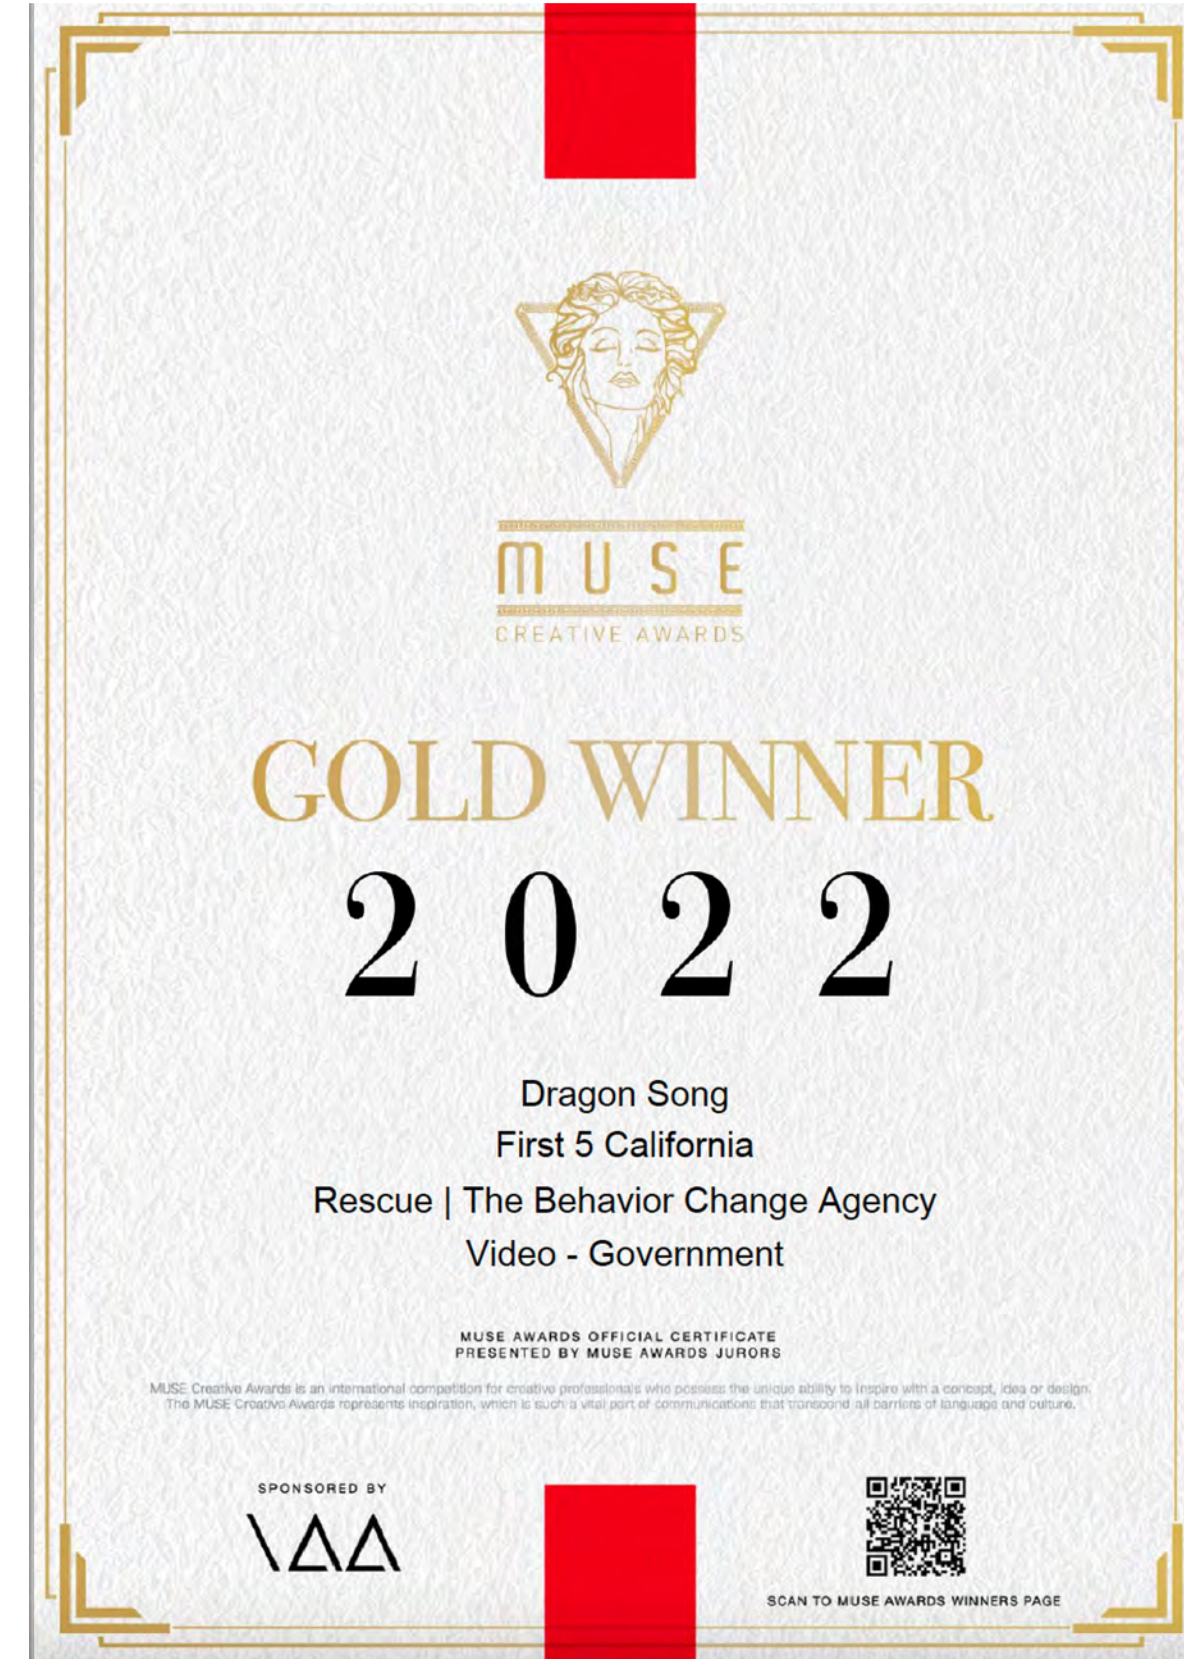 MUSE
CREATIVE AWARDS
GOLD WINNER
2022
Dragon Song
First 5 California
Rescue | The Behavior Change Agency
Video - Government
MUSE AWARDS OFFICIAL CERTIFICATE
PRESENTED BY MUSE AWARDS JURORS
MUSE Creative Awards is an international competition for creative professionals who possess the unique ability to inspire with a concept, idea or design.
The MUSE Creative Awards represents inspiration, which is such a vital part of communications that transcend all barriers of language and culture.
SPONSORED BY
IAA
SCAN TO MUSE AWARDS WINNERS PAGE